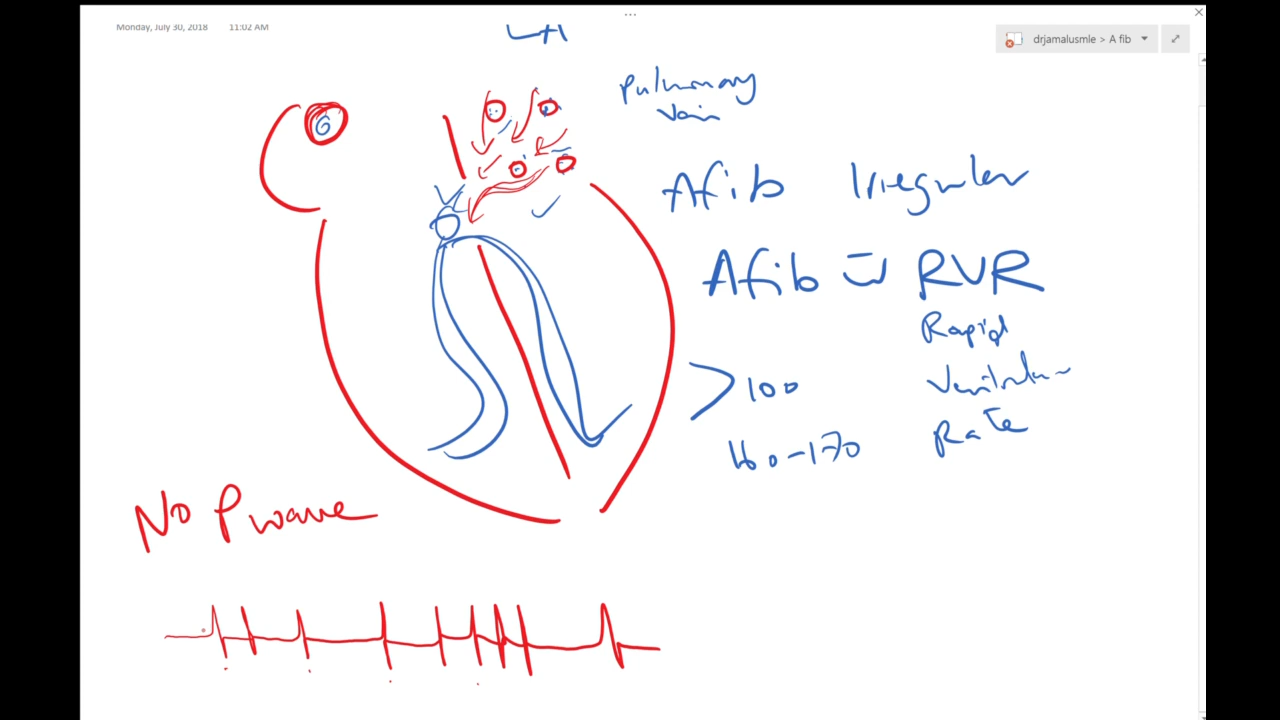 Monday, July 30, 2018 11:02 AM
drjamalusmle > A fib
Pulmonary
Vein
Afib Irregular
Afib c̄ RVR
Rapid
Rate
>100
160-170
No P wave